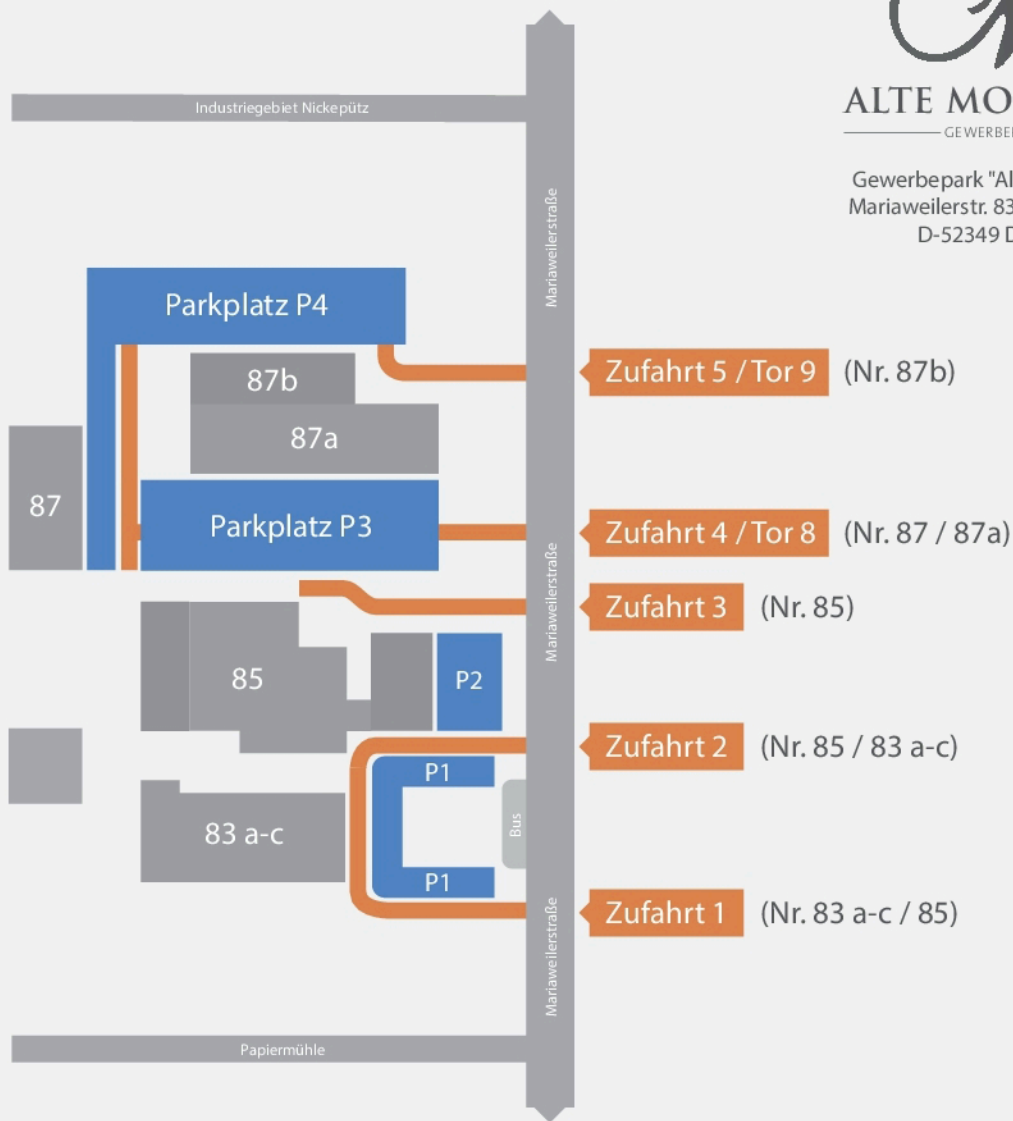 ALTE MO
GEWERBE
Gewerbepark "Al
Mariaweilerstr. 83
D-52349 D
Industriegebiet Nickepütz
Mariaweilerstraße
Parkplatz P4
87b
Zufahrt 5 / Tor 9 (Nr. 87b)
87a
87
Parkplatz P3
Zufahrt 4 / Tor 8 (Nr. 87 / 87a)
Mariaweilerstraße
Zufahrt 3 (Nr. 85)
85
P2
Zufahrt 2 (Nr. 85 / 83 a-c)
P1
Bus
83 a-c
P1
Zufahrt 1 (Nr. 83 a-c / 85)
Mariaweilerstraße
Papiermühle